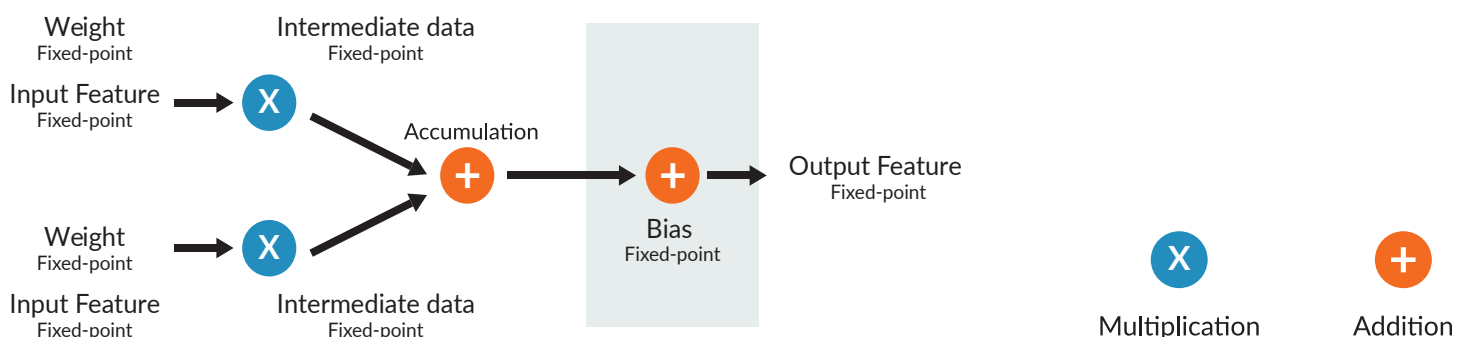 Weight
Fixed-point
Input Feature
Fixed-point
X
Intermediate data
Fixed-point
Accumulation
+
Weight
Fixed-point
Input Feature
Fixed-point
X
Intermediate data
Fixed-point
+
Bias
Fixed-point
Output Feature
Fixed-point
X
Multiplication
+
Addition